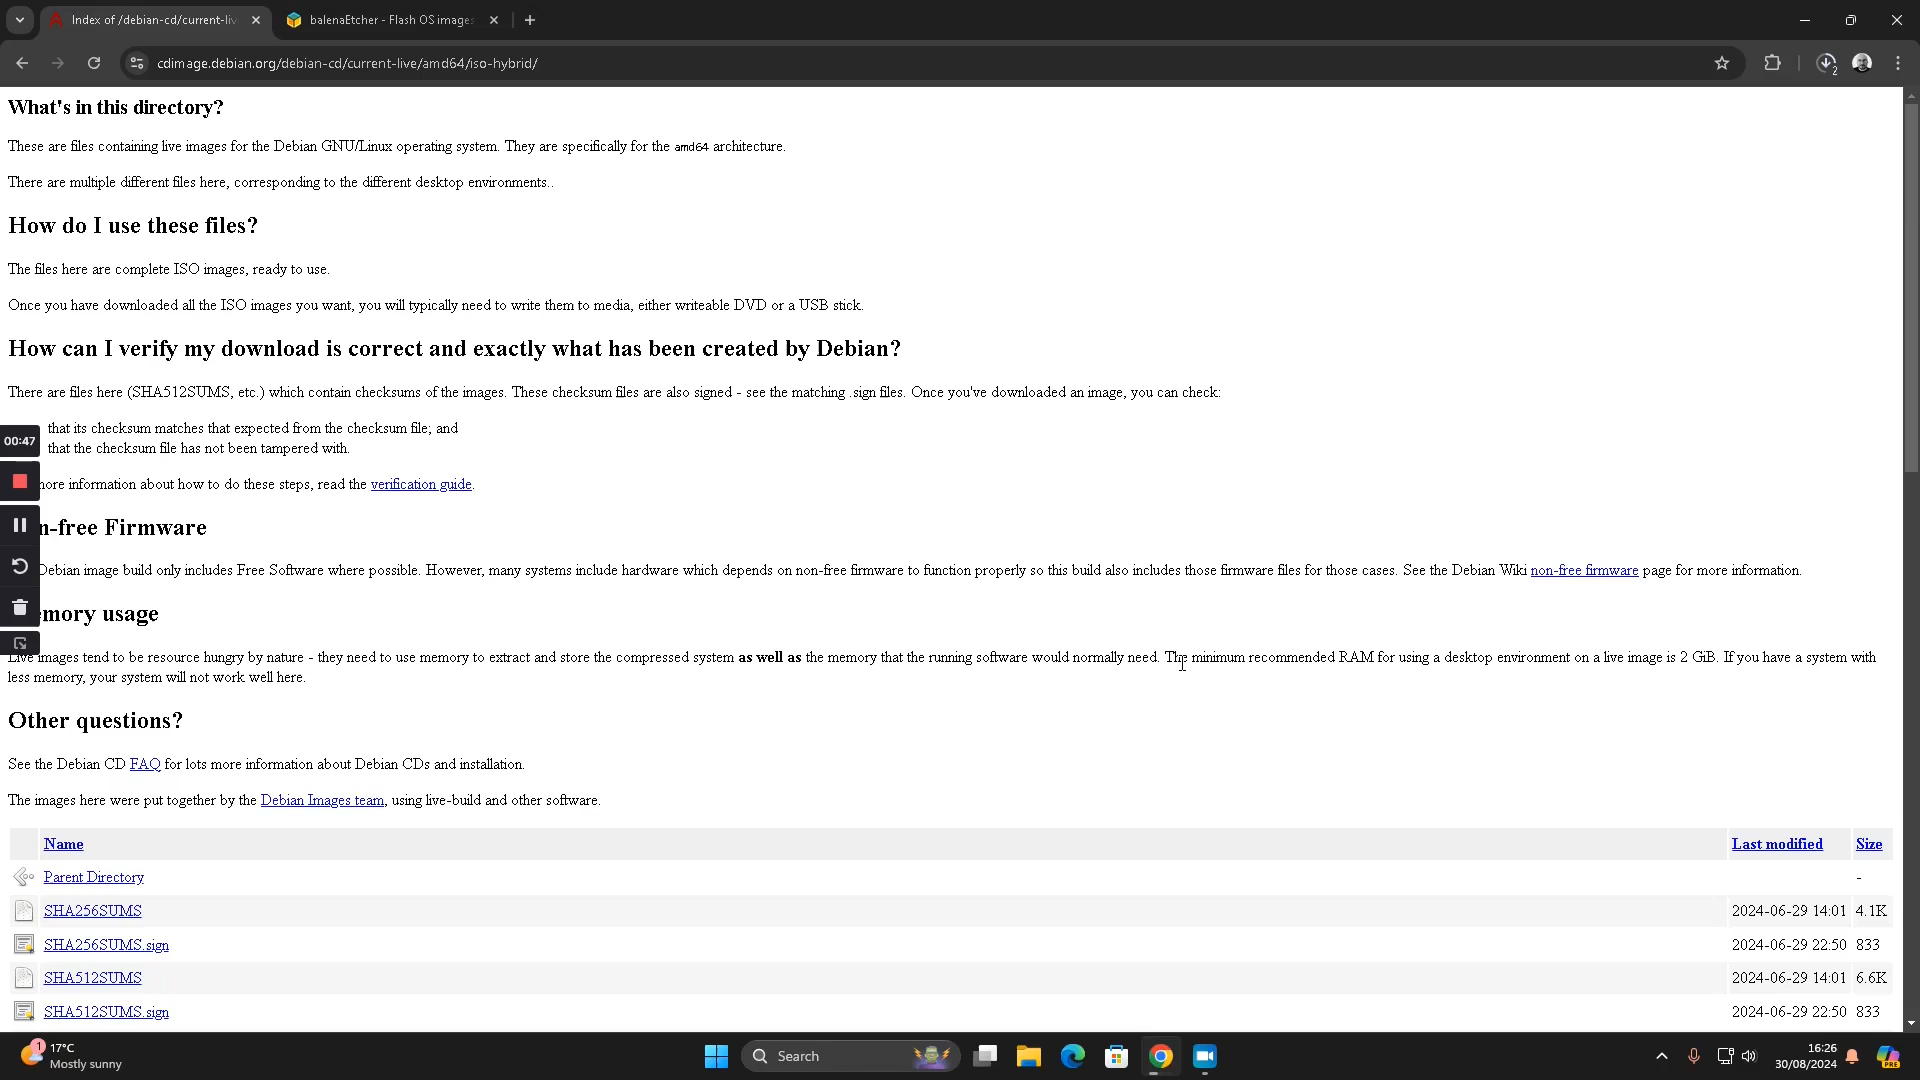 Index of /debian-cd/current-liv
balenaEtcher - Flash OS images
cdimage.debian.org/debian-cd/current-live/amd64/iso-hybrid/
2
What's in this directory?
These are files containing live images for the Debian GNU/Linux operating system. They are specifically for the amd64 architecture.
There are multiple different files here, corresponding to the different desktop environments..
How do I use these files?
The files here are complete ISO images, ready to use.
Once you have downloaded all the ISO images you want, you will typically need to write them to media, either writeable DVD or a USB stick.
How can I verify my download is correct and exactly what has been created by Debian?
There are files here (SHA512SUMS, etc.) which contain checksums of the images. These checksum files are also signed - see the matching .sign files. Once you've downloaded an image, you can check:
that its checksum matches that expected from the checksum file; and
00:47
that the checksum file has not been tampered with.
more information about how to do these steps, read the verification guide.
n-free Firmware
Debian image build only includes Free Software where possible. However, many systems include hardware which depends on non-free firmware to function properly so this build also includes those firmware files for those cases. See the Debian Wiki non-free firmware page for more information.
emory usage
Live images tend to be resource hungry by nature - they need to use memory to extract and store the compressed system as well as the memory that the running software would normally need. The minimum recommended RAM for using a desktop environment on a live image is 2 GiB. If you have a system with
less memory, your system will not work well here.
Other questions?
See the Debian CD FAQ for lots more information about Debian CDs and installation.
The images here were put together by the Debian Images team, using live-build and other software.
Name Last modified Size
Parent Directory -
SHA256SUMS 2024-06-29 14:01 4.1K
SHA256SUMS.sign 2024-06-29 22:50 833
SHA512SUMS 2024-06-29 14:01 6.6K
SHA512SUMS.sign 2024-06-29 22:50 833
1
17°C
Mostly sunny
Search
16:26
30/08/2024
PRE